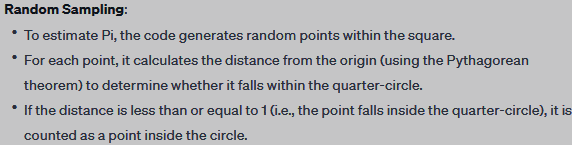 Random Sampling:
• To estimate Pi, the code generates random points within the square.
• For each point, it calculates the distance from the origin (using the Pythagorean
theorem) to determine whether it falls within the quarter-circle.
• If the distance is less than or equal to 1 (i.e., the point falls inside the quarter-circle), it is
counted as a point inside the circle.